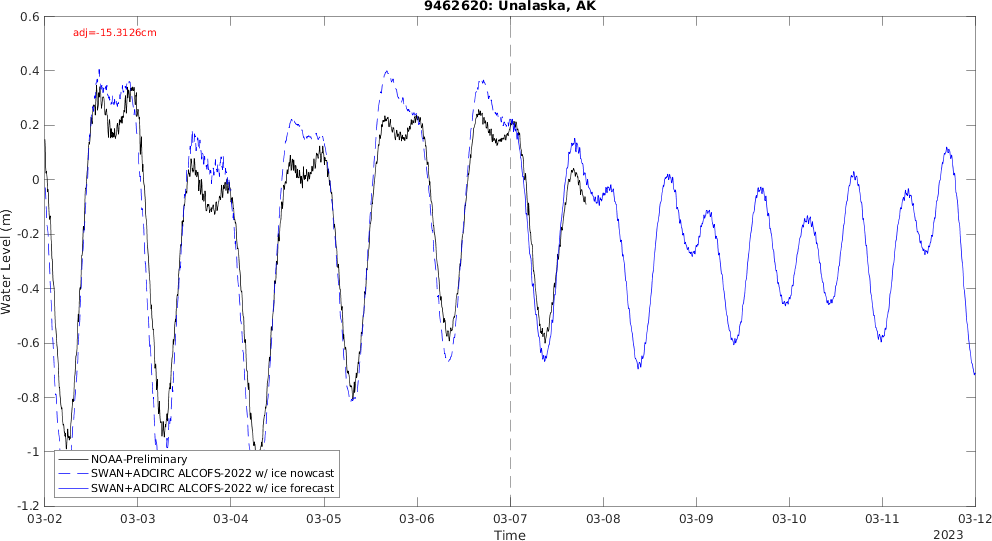 9462620: Unalaska, AK
adj=-15.3126cm
0.6
0.4
0.2
0
-0.2
-0.4
-0.6
-0.8
-1
-1.2
Water Level (m)
NOAA-Preliminary
SWAN+ADCIRC ALCOFS-2022 w/ ice nowcast
SWAN+ADCIRC ALCOFS-2022 w/ ice forecast
03-02 03-03 03-04 03-05 03-06 03-07 03-08 03-09 03-10 03-11 03-12
Time
2023